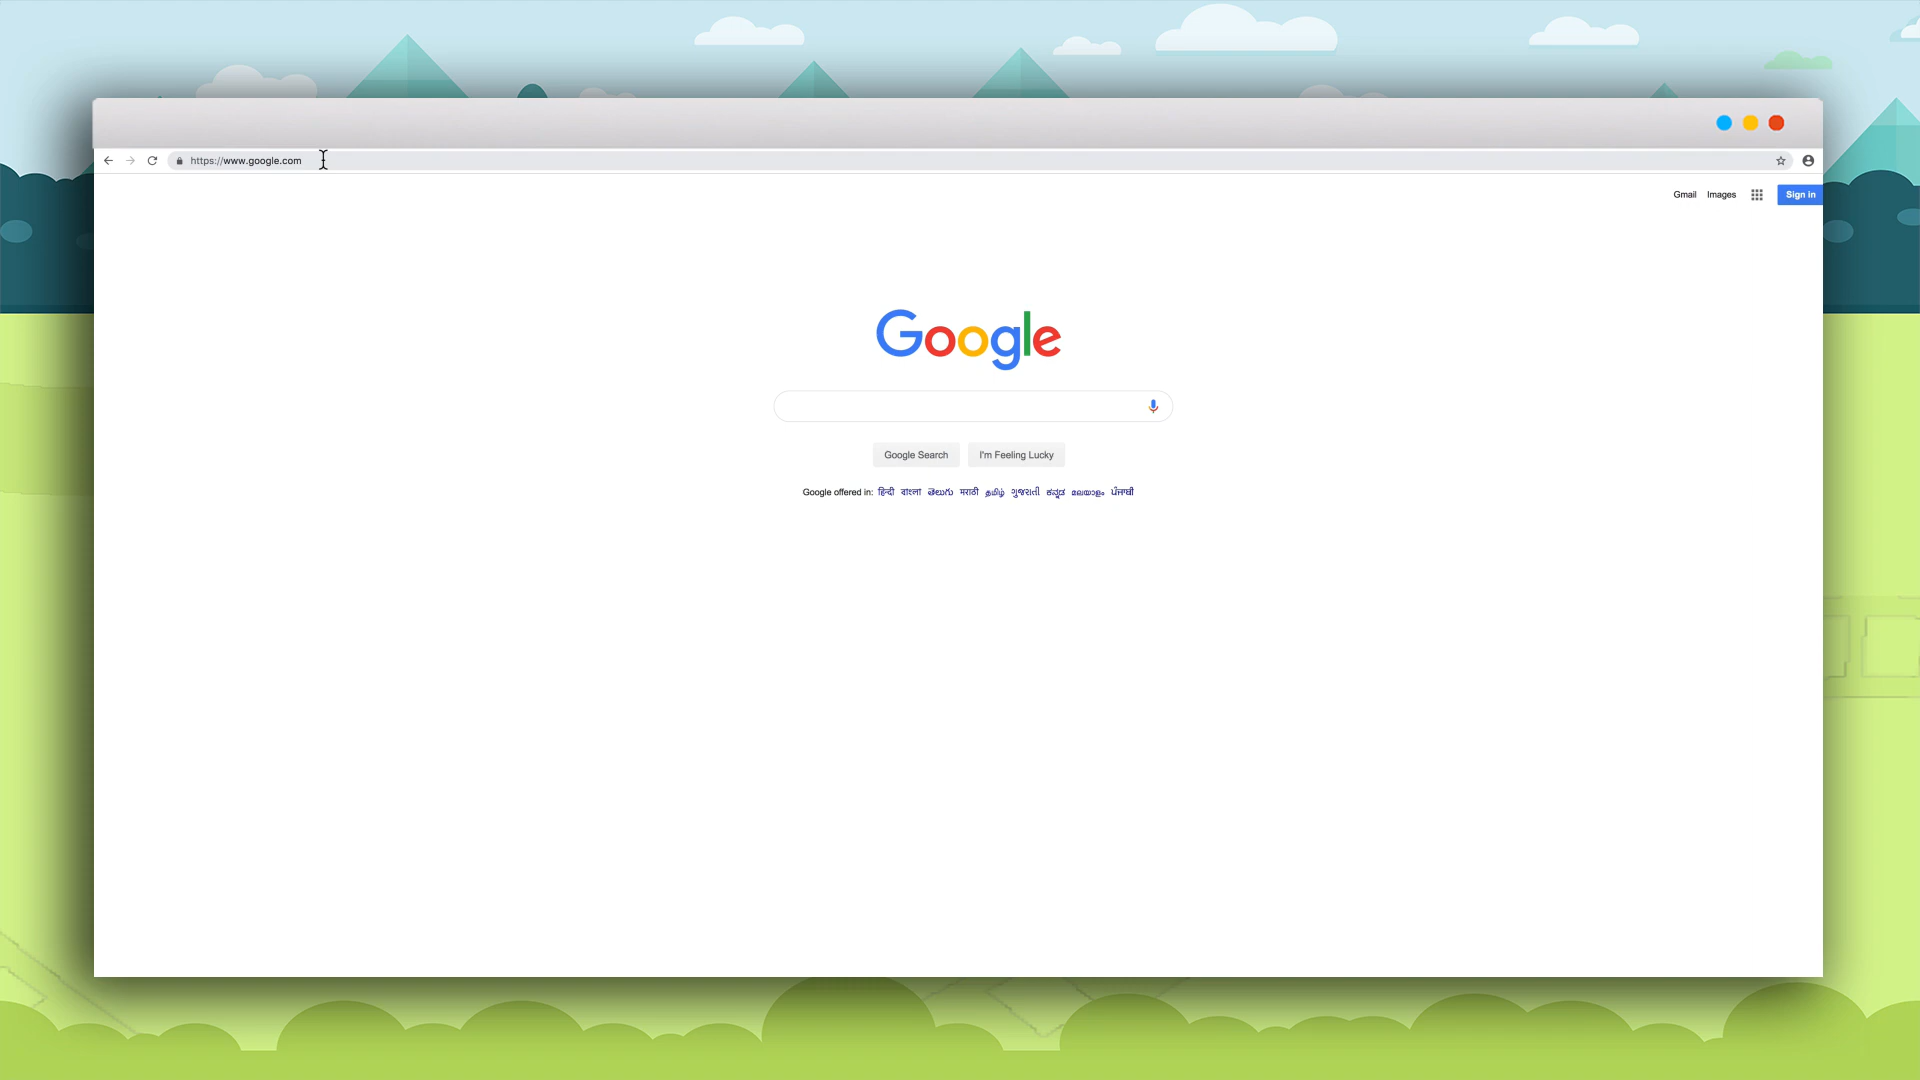 https://www.google.com
Gmail Images Sign in
Google
Google Search I'm Feeling Lucky
Google offered in: हिन्दी বাংলা తెలుగు मराठी தமிழ் ગુજરાતી ಕನ್ನಡ മലയാളം ਪੰਜਾਬੀ